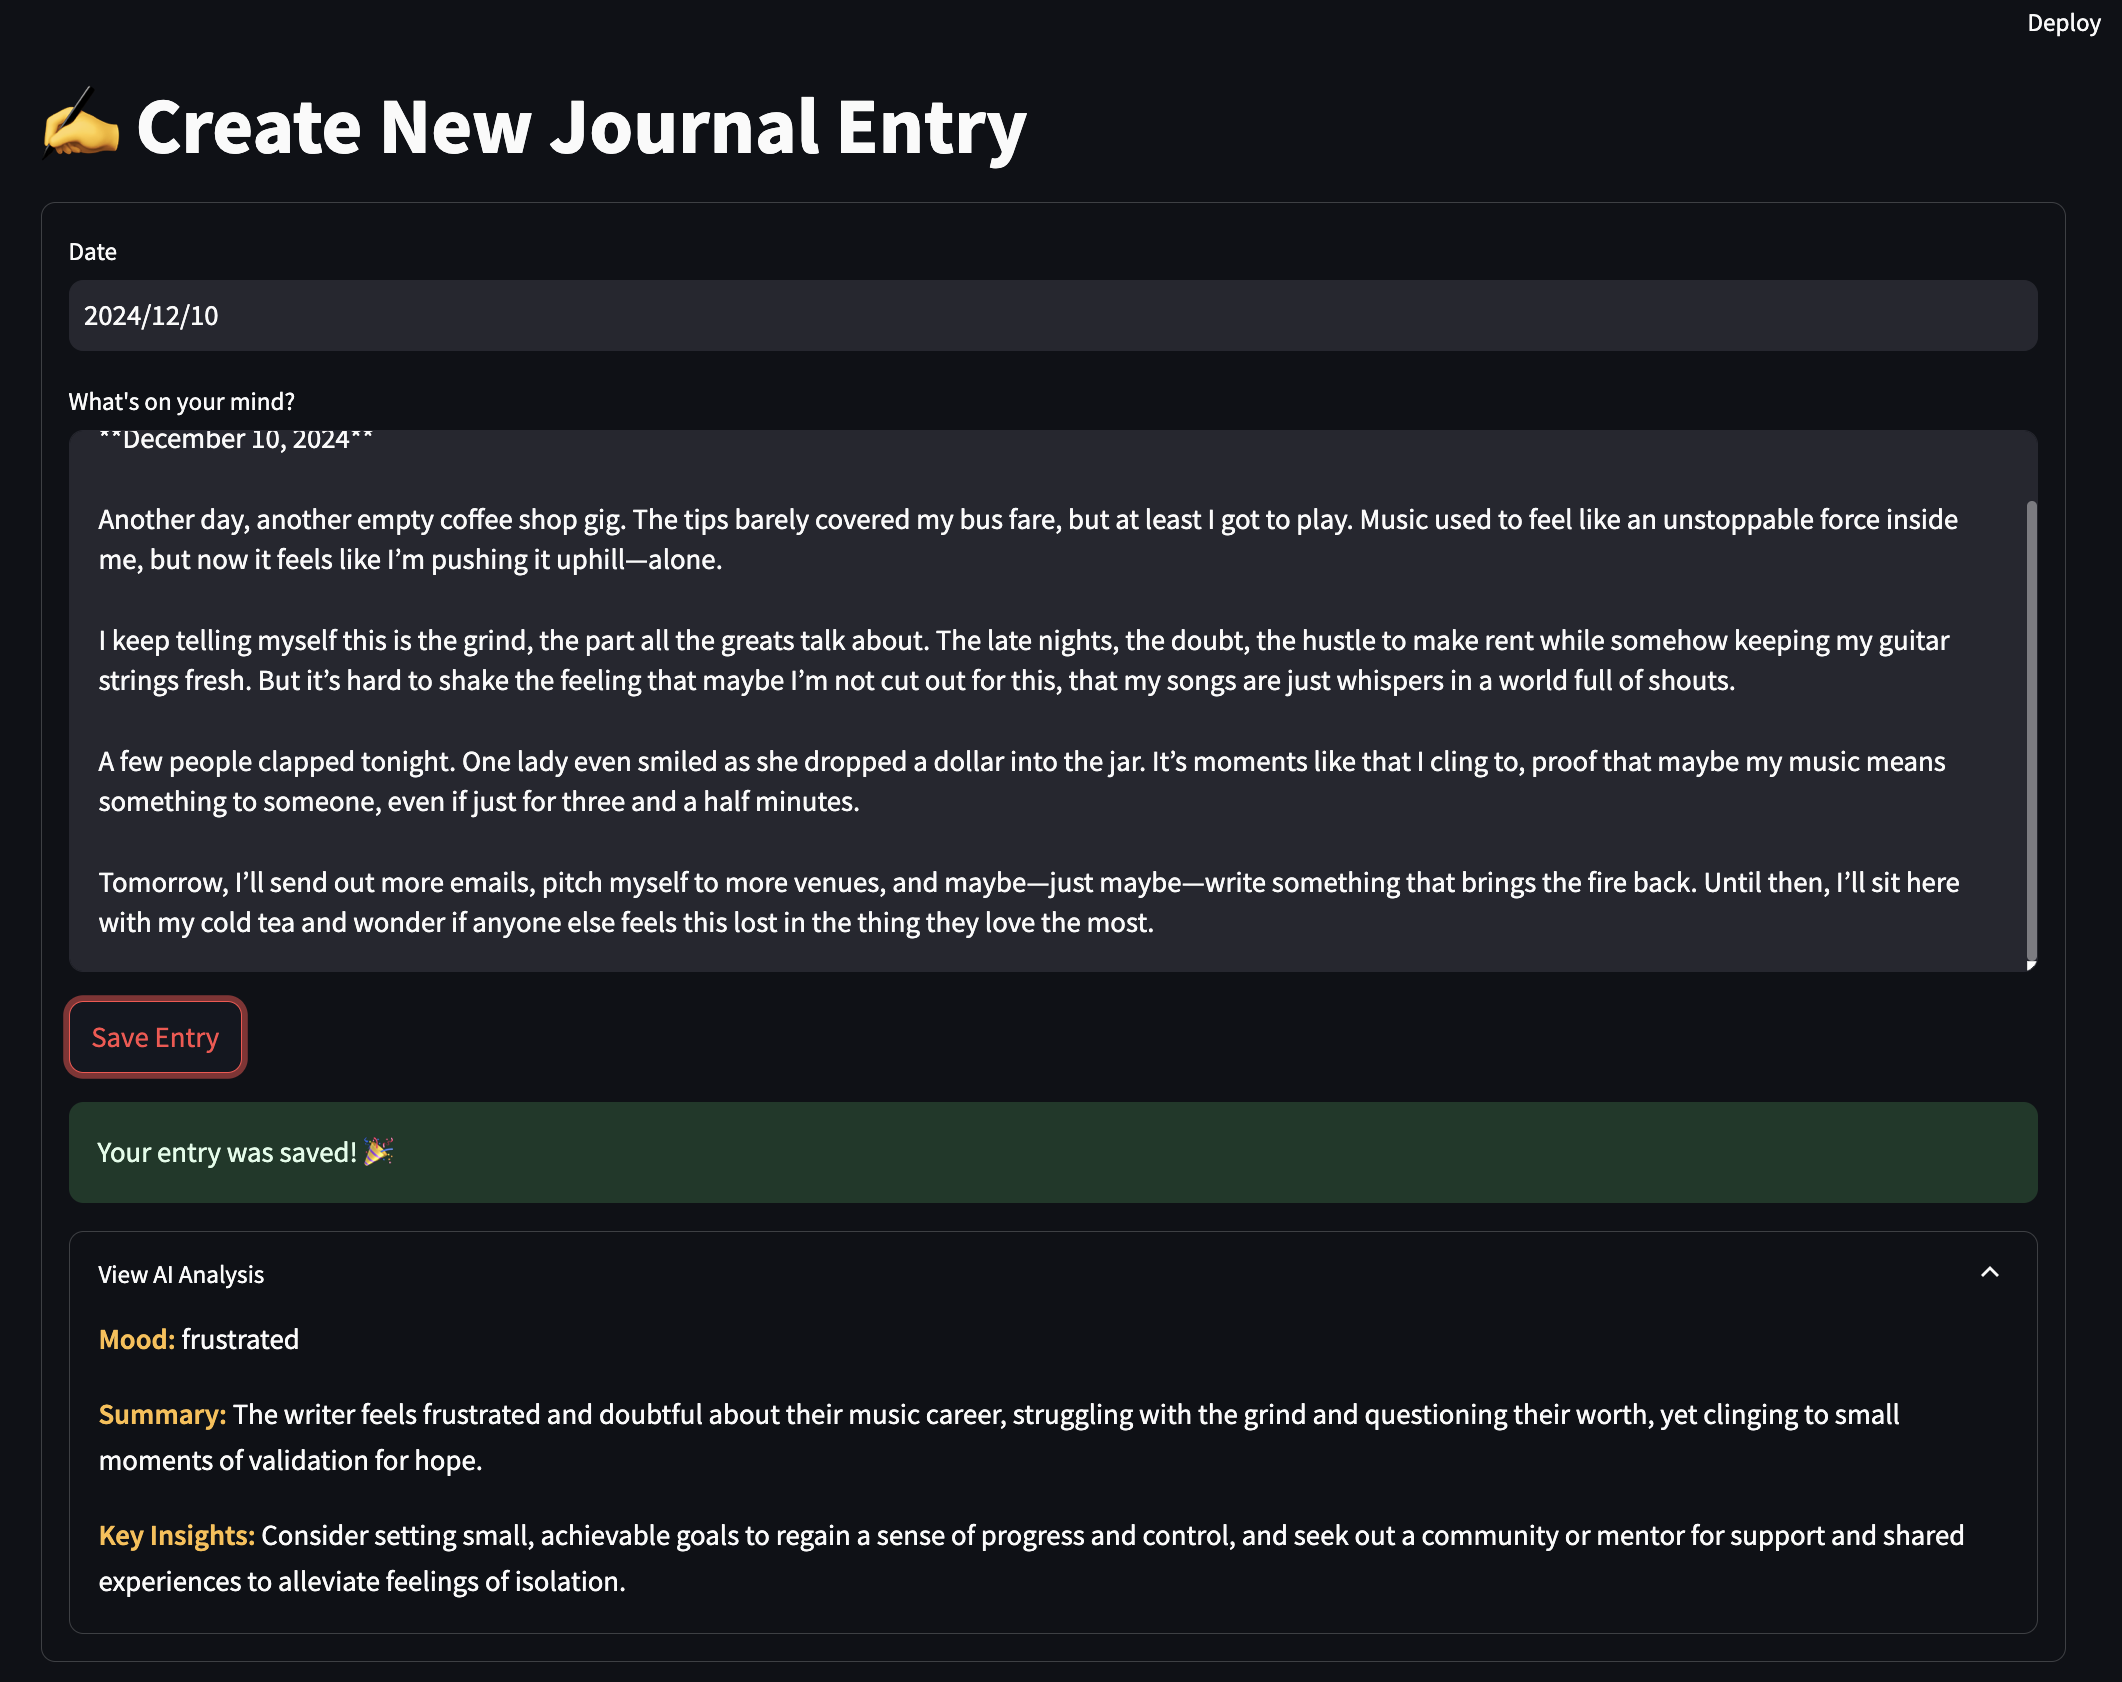 Deploy
✍️ Create New Journal Entry
Date
2024/12/10
What's on your mind?
**December 10, 2024**
Another day, another empty coffee shop gig. The tips barely covered my bus fare, but at least I got to play. Music used to feel like an unstoppable force inside
me, but now it feels like I’m pushing it uphill—alone.
I keep telling myself this is the grind, the part all the greats talk about. The late nights, the doubt, the hustle to make rent while somehow keeping my guitar
strings fresh. But it’s hard to shake the feeling that maybe I’m not cut out for this, that my songs are just whispers in a world full of shouts.
A few people clapped tonight. One lady even smiled as she dropped a dollar into the jar. It’s moments like that I cling to, proof that maybe my music means
something to someone, even if just for three and a half minutes.
Tomorrow, I’ll send out more emails, pitch myself to more venues, and maybe—just maybe—write something that brings the fire back. Until then, I’ll sit here
with my cold tea and wonder if anyone else feels this lost in the thing they love the most.
Save Entry
Your entry was saved! 🎉
View AI Analysis
Mood: frustrated
Summary: The writer feels frustrated and doubtful about their music career, struggling with the grind and questioning their worth, yet clinging to small
moments of validation for hope.
Key Insights: Consider setting small, achievable goals to regain a sense of progress and control, and seek out a community or mentor for support and shared
experiences to alleviate feelings of isolation.